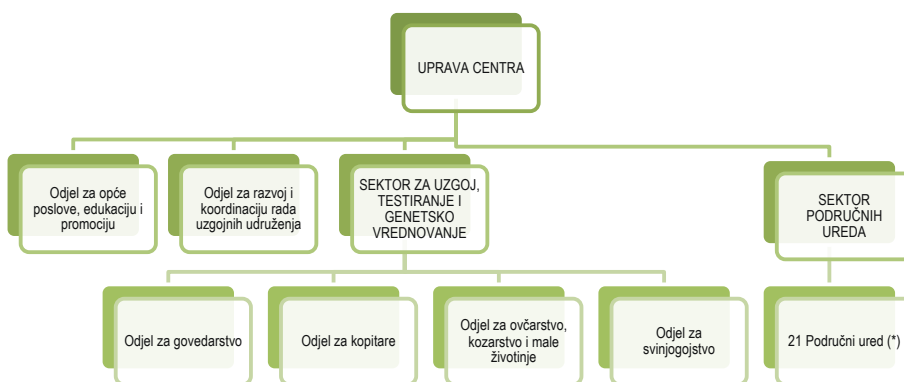 UPRAVA CENTRA
Odjel za opće
poslove, edukaciju i
promociju
Odjel za razvoj i
koordinaciju rada
uzgojnih udruženja
SEKTOR ZA UZGOJ,
TESTIRANJE I
GENETSKO
VREDNOVANJE
SEKTOR
PODRUČNIH
UREDA
Odjel za govedarstvo
Odjel za kopitare
Odjel za ovčarstvo,
kozarstvo i male
životinje
Odjel za
svinjogojstvo
21 Područni ured (*)